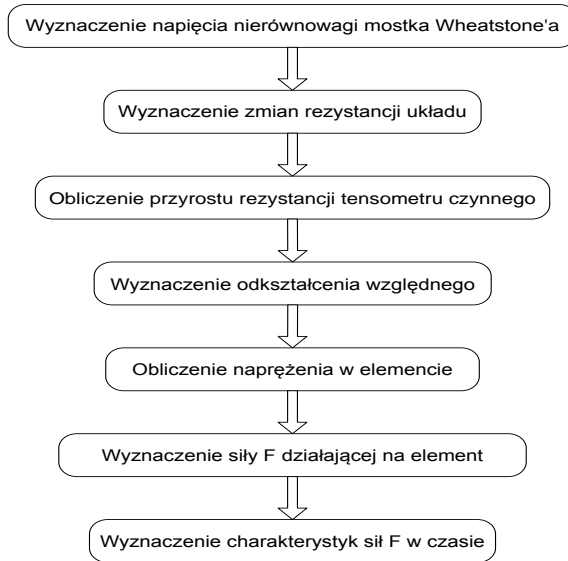 Wyznaczenie napięcia nierównowagi mostka Wheatstone'a
Wyznaczenie zmian rezystancji układu
Obliczenie przyrostu rezystancji tensometru czynnego
Wyznaczenie odkształcenia względnego
Obliczenie naprężenia w elemencie
Wyznaczenie siły F działającej na element
Wyznaczenie charakterystyk sił F w czasie